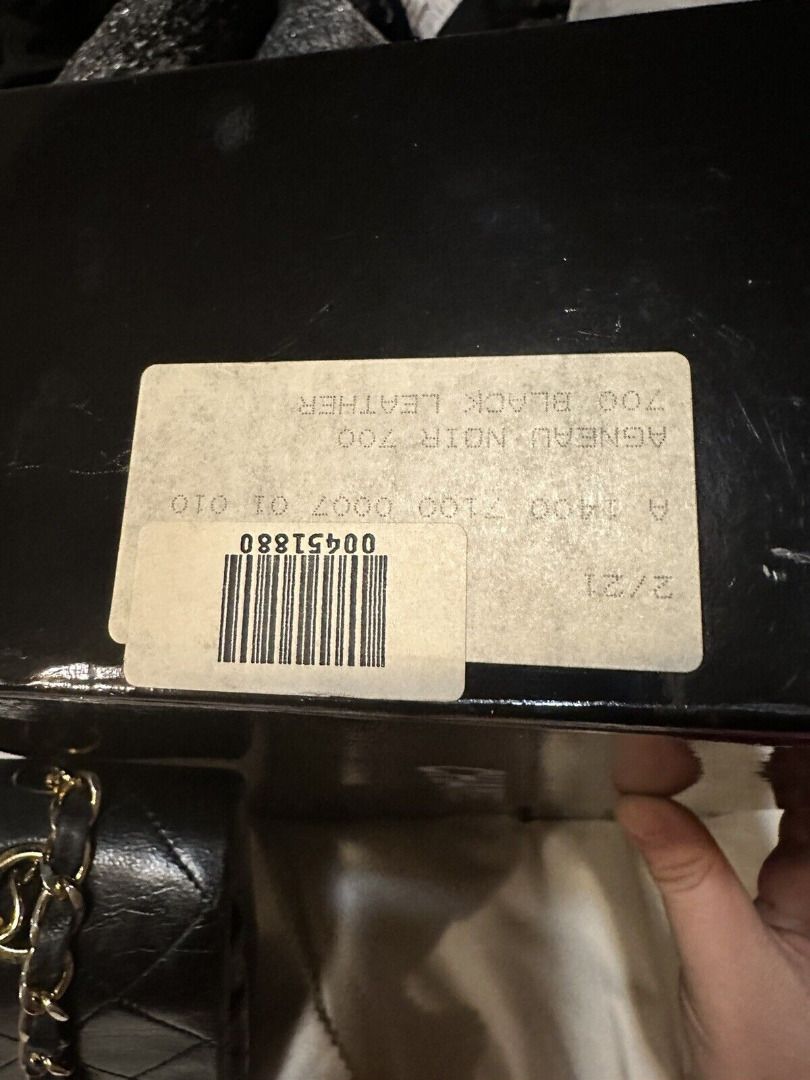 2/21
00451880
A 1400 7100 0007 01 010
AGNEAU NOIR 700
700 BLACK LEATHER